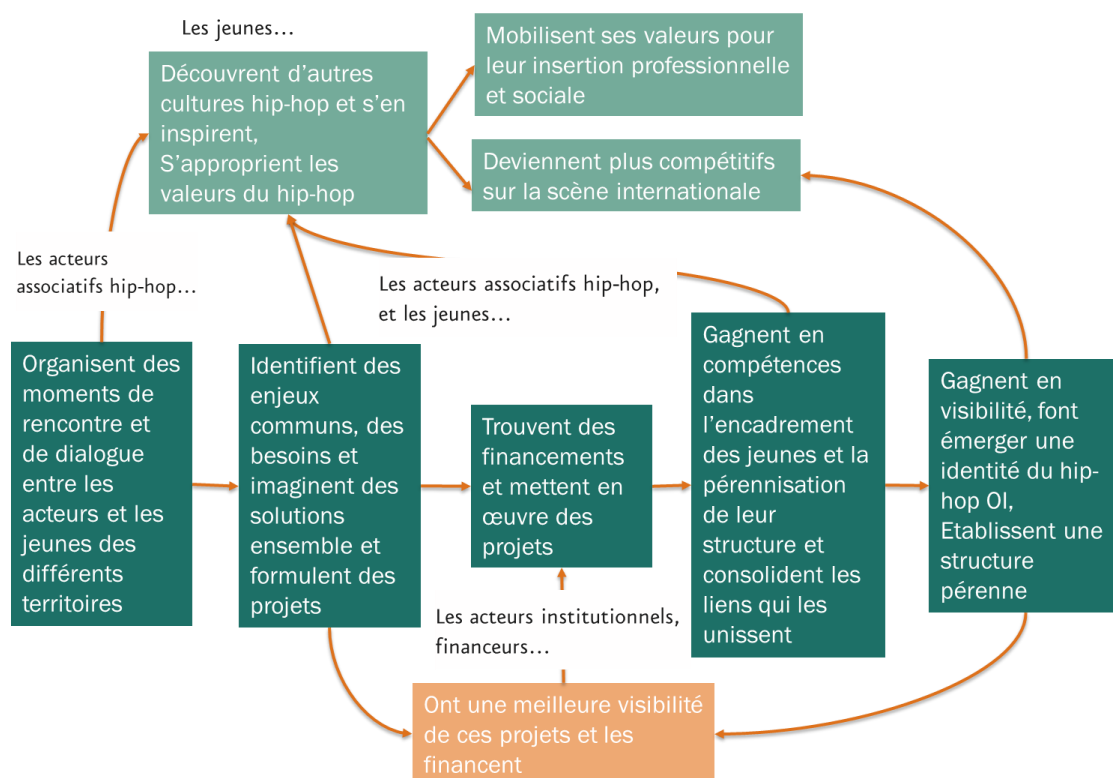 Les jeunes…
Découvrent d'autres
cultures hip-hop et s'en
inspirent,
S'approprient les
valeurs du hip-hop
Mobilisent ses valeurs pour
leur insertion professionnelle
et sociale
Deviennent plus compétitifs
sur la scène internationale
Les acteurs
associatifs hip-hop…
Les acteurs associatifs hip-hop,
et les jeunes…
Organisent des
moments de
rencontre et
de dialogue
entre les
acteurs et les
jeunes des
différents
territoires
Identifient des
enjeux
communs, des
besoins et
imaginent des
solutions
ensemble et
formulent des
projets
Trouvent des
financements
et mettent en
œuvre des
projets
Gagnent en
compétences
dans
l'encadrement
des jeunes et la
pérennisation
de leur
structure et
consolident les
liens qui les
unissent
Gagnent en
visibilité, font
émerger une
identité du hip-
hop OI,
Etablissent une
structure
pérenne
Les acteurs institutionnels,
financeurs…
Ont une meilleure visibilité
de ces projets et les
financent